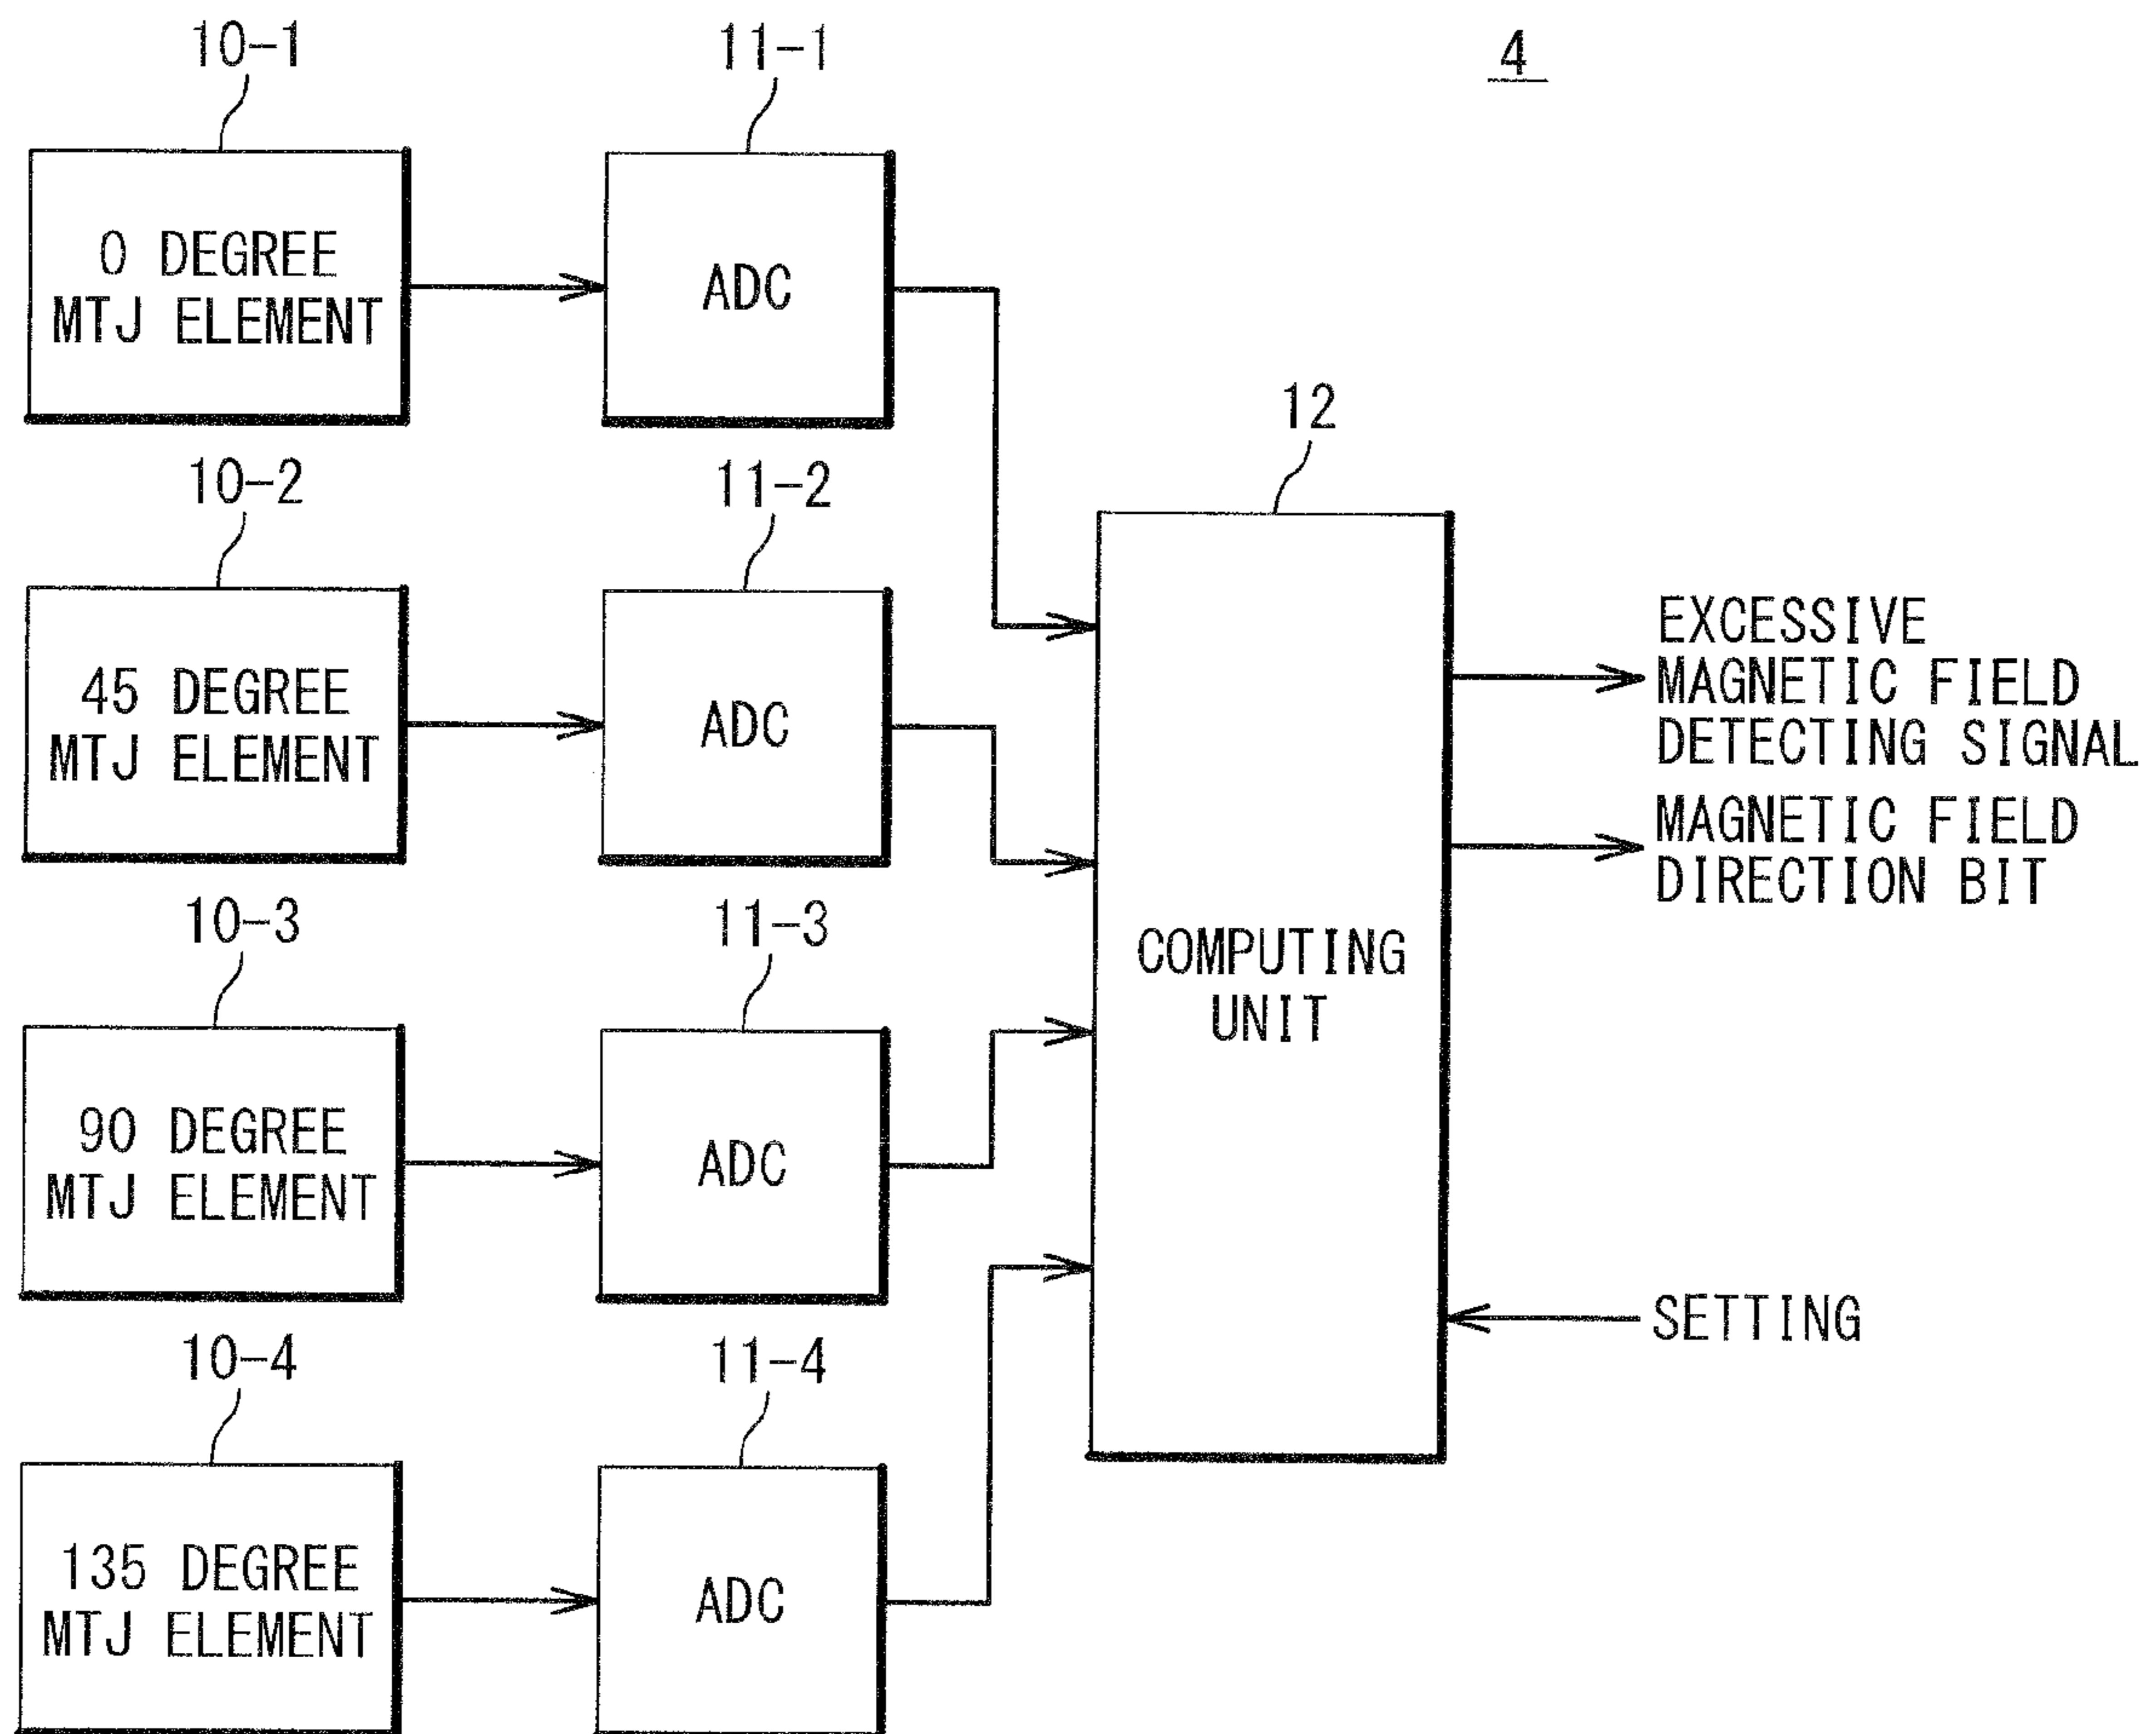 10-1
11-1
4
0 DEGREE
MTJ ELEMENT
ADC
10-2
11-2
12
45 DEGREE
MTJ ELEMENT
ADC
EXCESSIVE
MAGNETIC FIELD
DETECTING SIGNAL
MAGNETIC FIELD
DIRECTION BIT
10-3
11-3
COMPUTING
UNIT
90 DEGREE
MTJ ELEMENT
ADC
SETTING
10-4
11-4
135 DEGREE
MTJ ELEMENT
ADC